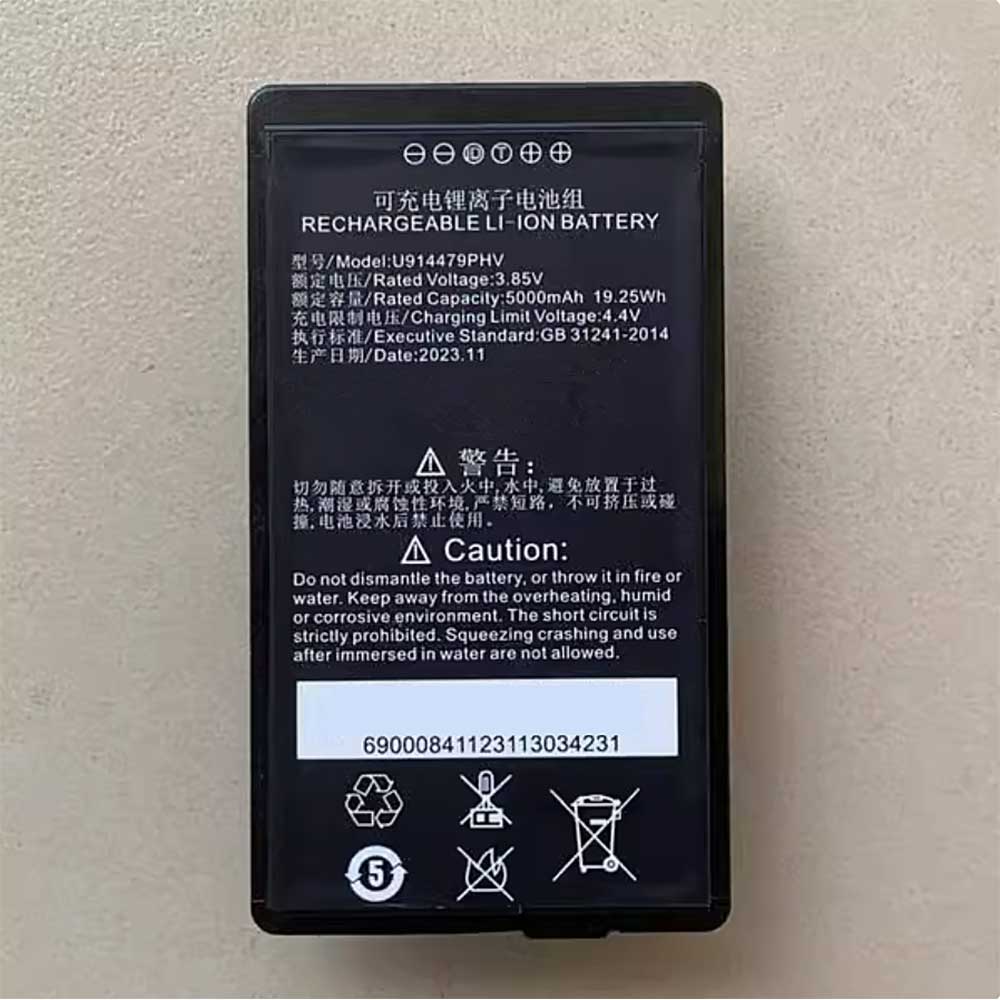 ⊖ ⊖ ID T ⊕ ⊕
可充电锂离子电池组
RECHARGEABLE LI-ION BATTERY
型号/Model:U914479PHV
额定电压/Rated Voltage:3.85V
额定容量/Rated Capacity:5000mAh 19.25Wh
充电限制电压/Charging Limit Voltage:4.4V
执行标准/Executive Standard:GB 31241-2014
生产日期/Date:2023.11
⚠ 警告:
切勿随意拆开或投入火中,水中,避免放置于过
热,潮湿或腐蚀性环境,严禁短路，不可挤压或碰
撞,电池浸水后禁止使用。
⚠ Caution:
Do not dismantle the battery, or throw it in fire or
water. Keep away from the overheating, humid
or corrosive environment. The short circuit is
strictly prohibited. Squeezing crashing and use
after immersed in water are not allowed.
69000841123113034231
5